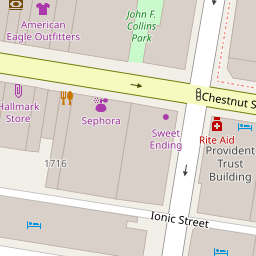 American
Eagle Outfitters
John F.
Collins
Park
Chestnut S
Hallmark
Store
Sephora
Sweet
Ending
Rite Aid
Provident
Trust
Building
1716
Ionic Street